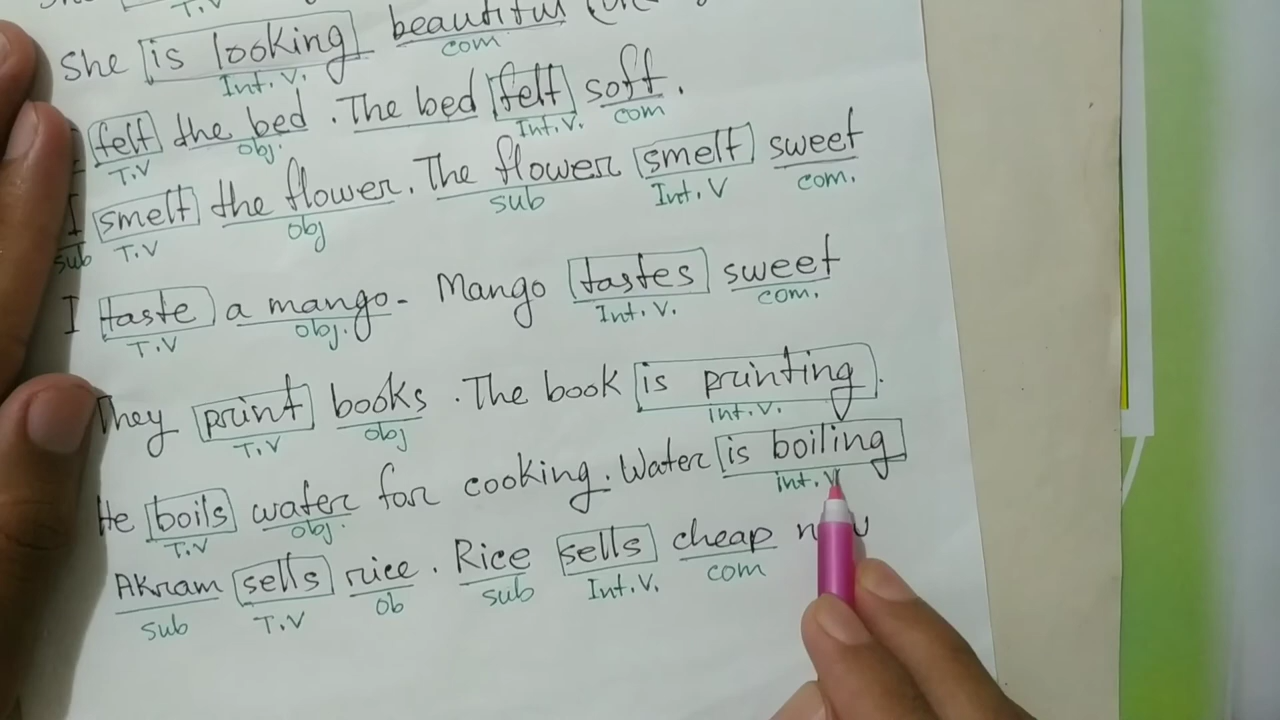 T.V
She is looking beautiful
Int. V. com
felt the bed. The bed felt soft.
T.V obj. Int. V. com
I smelt the flower. The flower smelt sweet
sub T.V obj sub Int. V com.
I taste a mango- Mango tastes sweet
T.V obj. Int. V. com.
They print books. The book is printing.
T.V obj int. V.
He boils water for cooking. Water is boiling
T.V obj. int. V
Akram sells rice. Rice sells cheap
sub T.V ob sub Int. V. com